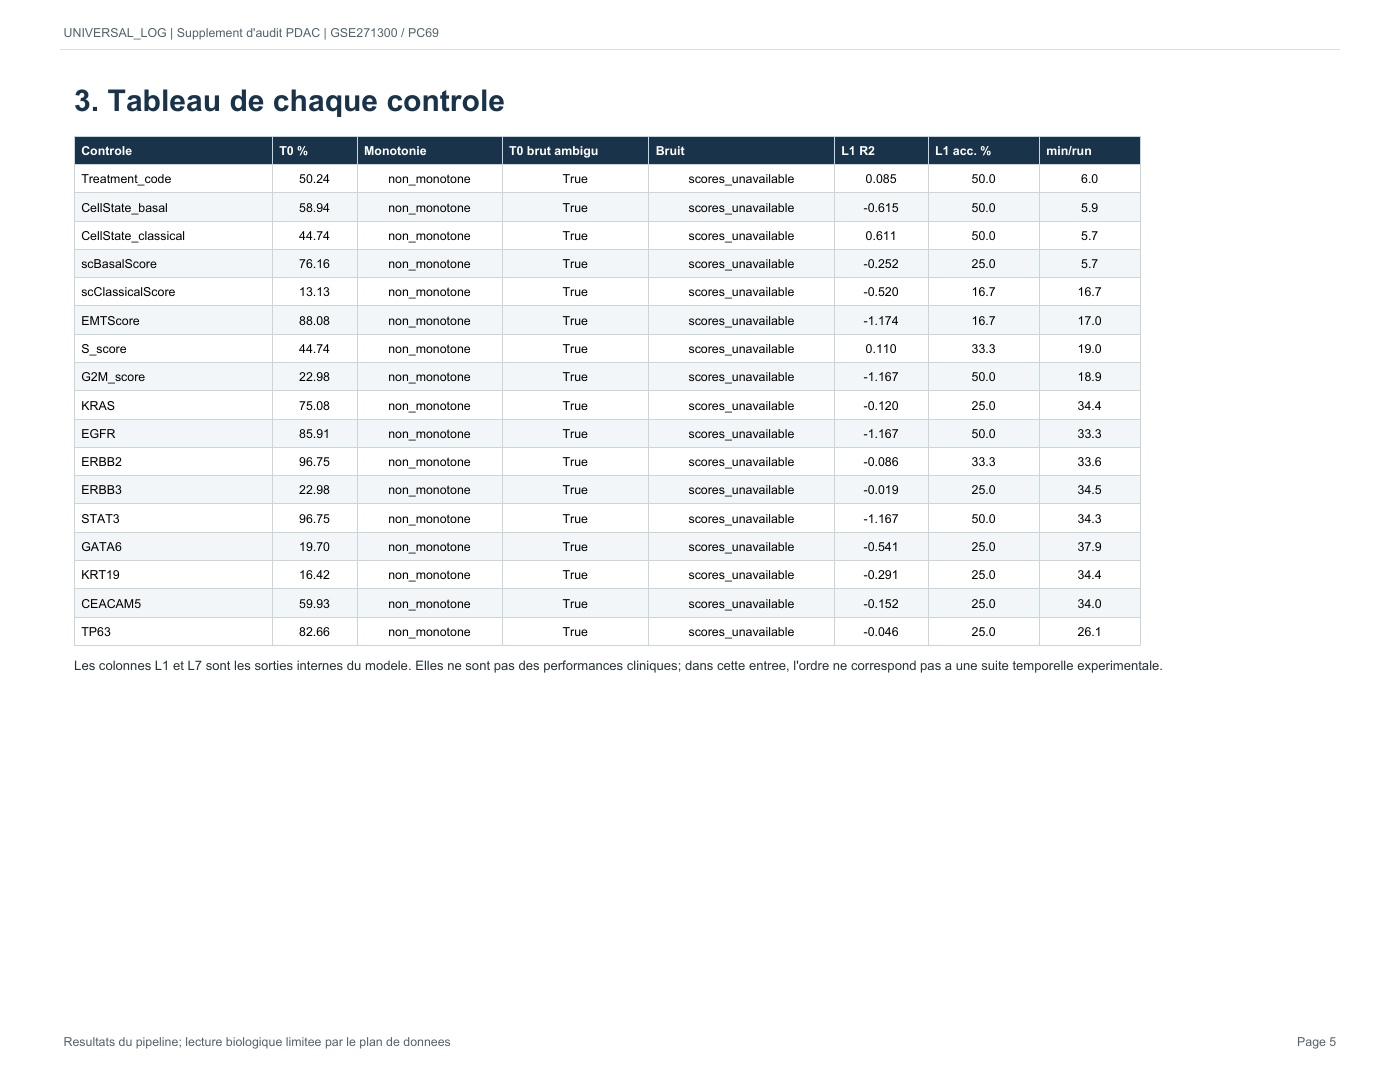 UNIVERSAL_LOG | Supplement d'audit PDAC | GSE271300 / PC69
3. Tableau de chaque controle
Controle T0 % Monotonie T0 brut ambigu Bruit L1 R2 L1 acc. % min/run
Treatment_code 50.24 non_monotone True scores_unavailable 0.085 50.0 6.0
CellState_basal 58.94 non_monotone True scores_unavailable -0.615 50.0 5.9
CellState_classical 44.74 non_monotone True scores_unavailable 0.611 50.0 5.7
scBasalScore 76.16 non_monotone True scores_unavailable -0.252 25.0 5.7
scClassicalScore 13.13 non_monotone True scores_unavailable -0.520 16.7 16.7
EMTScore 88.08 non_monotone True scores_unavailable -1.174 16.7 17.0
S_score 44.74 non_monotone True scores_unavailable 0.110 33.3 19.0
G2M_score 22.98 non_monotone True scores_unavailable -1.167 50.0 18.9
KRAS 75.08 non_monotone True scores_unavailable -0.120 25.0 34.4
EGFR 85.91 non_monotone True scores_unavailable -1.167 50.0 33.3
ERBB2 96.75 non_monotone True scores_unavailable -0.086 33.3 33.6
ERBB3 22.98 non_monotone True scores_unavailable -0.019 25.0 34.5
STAT3 96.75 non_monotone True scores_unavailable -1.167 50.0 34.3
GATA6 19.70 non_monotone True scores_unavailable -0.541 25.0 37.9
KRT19 16.42 non_monotone True scores_unavailable -0.291 25.0 34.4
CEACAM5 59.93 non_monotone True scores_unavailable -0.152 25.0 34.0
TP63 82.66 non_monotone True scores_unavailable -0.046 25.0 26.1
Les colonnes L1 et L7 sont les sorties internes du modele. Elles ne sont pas des performances cliniques; dans cette entree, l'ordre ne correspond pas a une suite temporelle experimentale.
Resultats du pipeline; lecture biologique limitee par le plan de donnees Page 5